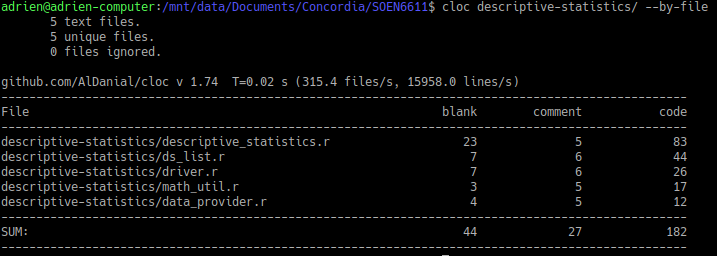 adrien@adrien-computer:/mnt/data/Documents/Concordia/SOEN6611$ cloc descriptive-statistics/ --by-file
5 text files.
5 unique files.
0 files ignored.
github.com/AlDanial/cloc v 1.74 T=0.02 s (315.4 files/s, 15958.0 lines/s)
-------------------------------------------------------------------------------
File blank comment code
-------------------------------------------------------------------------------
descriptive-statistics/descriptive_statistics.r 23 5 83
descriptive-statistics/ds_list.r 7 6 44
descriptive-statistics/driver.r 7 6 26
descriptive-statistics/math_util.r 3 5 17
descriptive-statistics/data_provider.r 4 5 12
-------------------------------------------------------------------------------
SUM: 44 27 182
-------------------------------------------------------------------------------